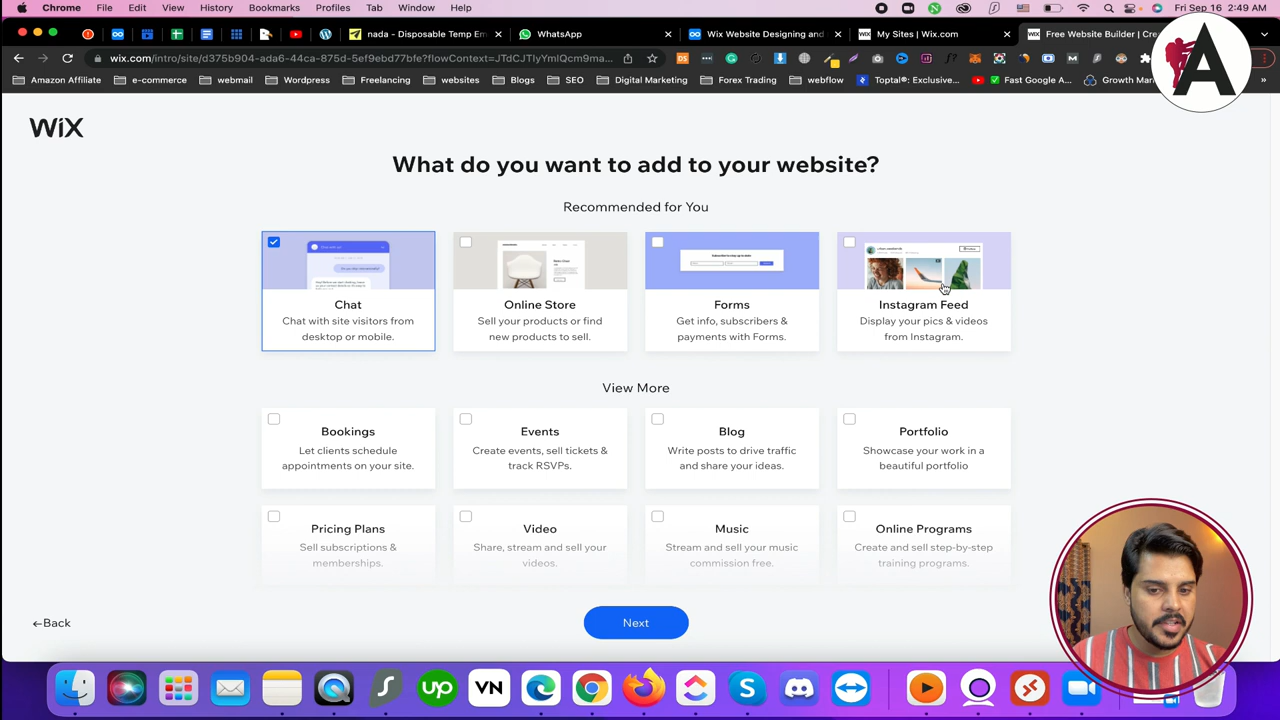 Chrome File Edit View History Bookmarks Profiles Tab Window Help Fri Sep 16 2:49 AM
nada - Disposable Temp Em WhatsApp Wix Website Designing and My Sites | Wix.com Free Website Builder | Cre
wix.com/intro/site/d375b904-ada6-44ca-875d-5ef9ebd77bfe?flowContext=JTdCJTIyYmlQcm9ma...
Amazon Affiliate e-commerce webmail Wordpress Freelancing websites Blogs SEO Digital Marketing Forex Trading webflow Toptal®: Exclusive... Fast Google A... Growth Mar
A
WiX
What do you want to add to your website?
Recommended for You
Chat Online Store Forms Instagram Feed
Chat with site visitors from Sell your products or find Get info, subscribers & Display your pics & videos
desktop or mobile. new products to sell. payments with Forms. from Instagram.
View More
Bookings Events Blog Portfolio
Let clients schedule Create events, sell tickets & Write posts to drive traffic Showcase your work in a
appointments on your site. track RSVPs. and share your ideas. beautiful portfolio
Pricing Plans Video Music Online Programs
Sell subscriptions & Share, stream and sell your Stream and sell your music Create and sell step-by-step
memberships. videos. commission free. training programs.
←Back Next
up VN